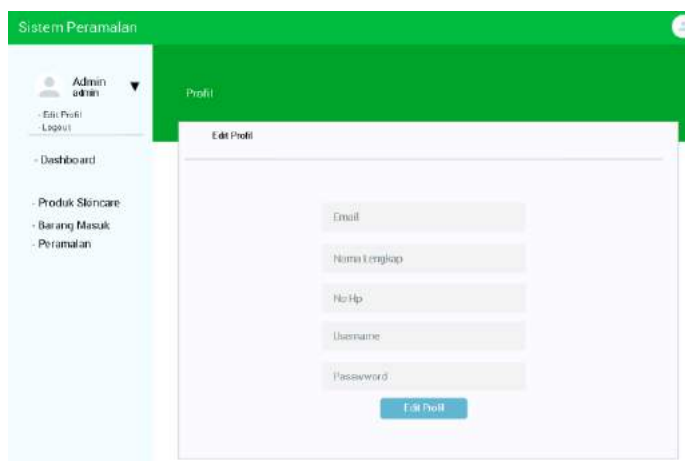 Sistem Peramalan
Admin
admin
- Edit Profil
- Logout
- Dashboard
- Produk Skincare
- Barang Masuk
- Peramalan
Profil
Edit Profil
Email
Nama Lengkap
No Hp
Username
Passwword
Edit Profil